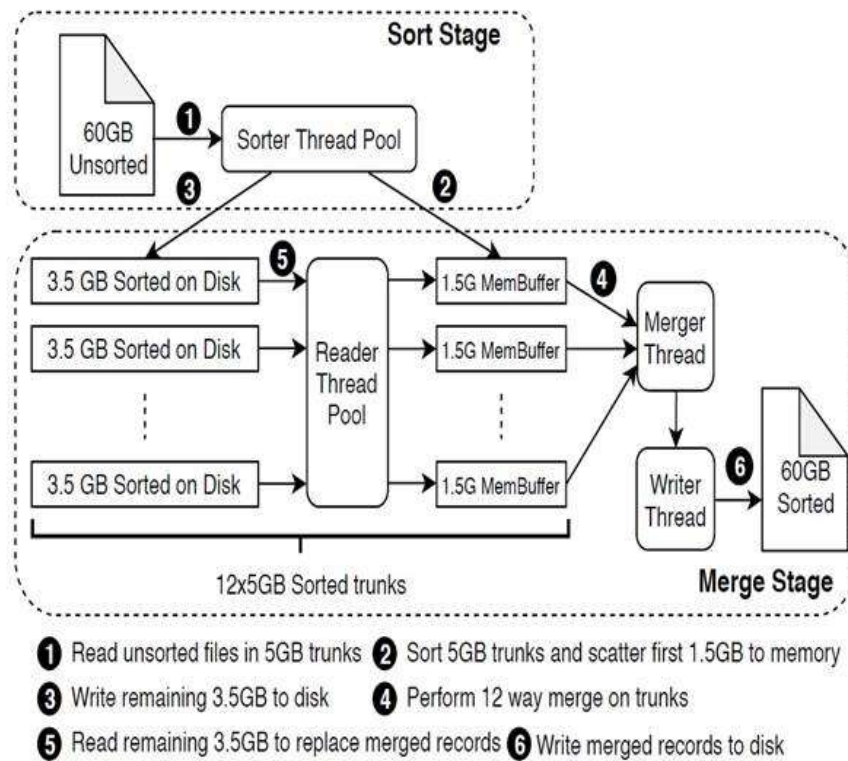 Sort Stage
60GB
Unsorted
1
Sorter Thread Pool
3
2
3.5 GB Sorted on Disk
5
1.5G MemBuffer
4
3.5 GB Sorted on Disk
1.5G MemBuffer
Reader
Thread
Pool
Merger
Thread
3.5 GB Sorted on Disk
1.5G MemBuffer
Writer
Thread
6
60GB
Sorted
12x5GB Sorted trunks
Merge Stage
1 Read unsorted files in 5GB trunks 2 Sort 5GB trunks and scatter first 1.5GB to memory
3 Write remaining 3.5GB to disk 4 Perform 12 way merge on trunks
5 Read remaining 3.5GB to replace merged records 6 Write merged records to disk